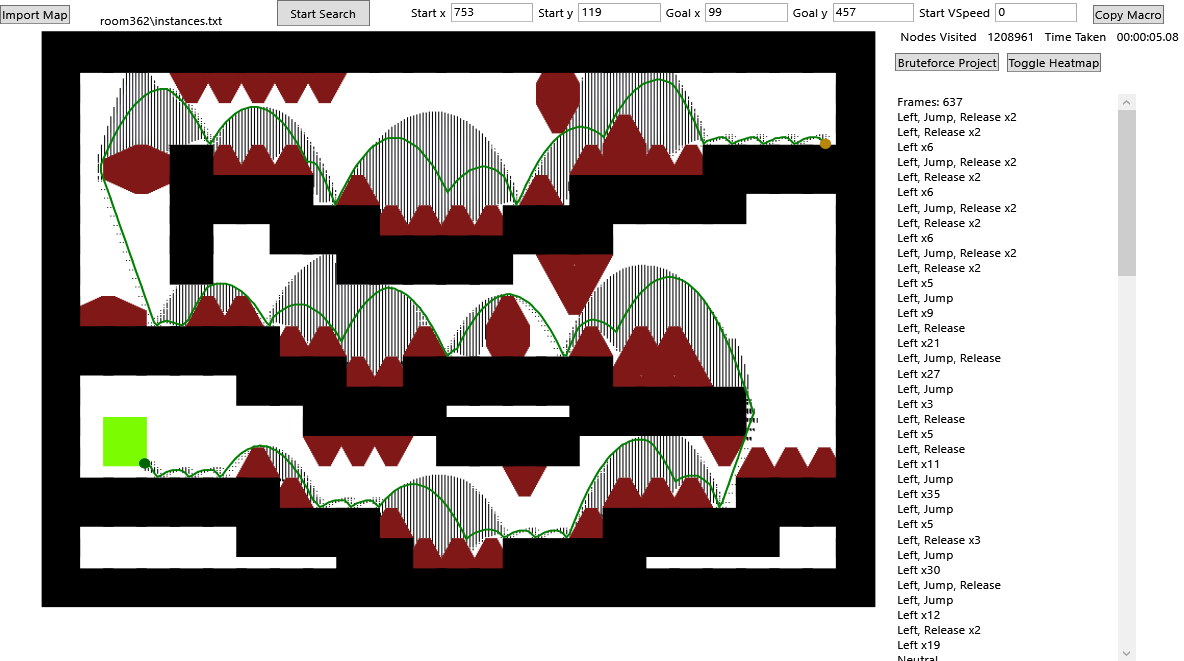 Import Map
room362\instances.txt
Start Search
Start x 753 Start y 119 Goal x 99 Goal y 457 Start VSpeed 0
Copy Macro
Nodes Visited 1208961 Time Taken 00:00:05.08
Bruteforce Project Toggle Heatmap
Frames: 637
Left, Jump, Release x2
Left, Release x2
Left x6
Left, Jump, Release x2
Left, Release x2
Left x6
Left, Jump, Release x2
Left, Release x2
Left x6
Left, Jump, Release x2
Left, Release x2
Left x5
Left, Jump
Left x9
Left, Release
Left x21
Left, Jump, Release
Left x27
Left, Jump
Left x3
Left, Release
Left x5
Left, Release
Left x11
Left, Jump
Left x35
Left, Jump
Left x5
Left, Release x3
Left, Jump
Left x30
Left, Jump, Release
Left, Jump
Left x12
Left, Release x2
Left x19
Neutral